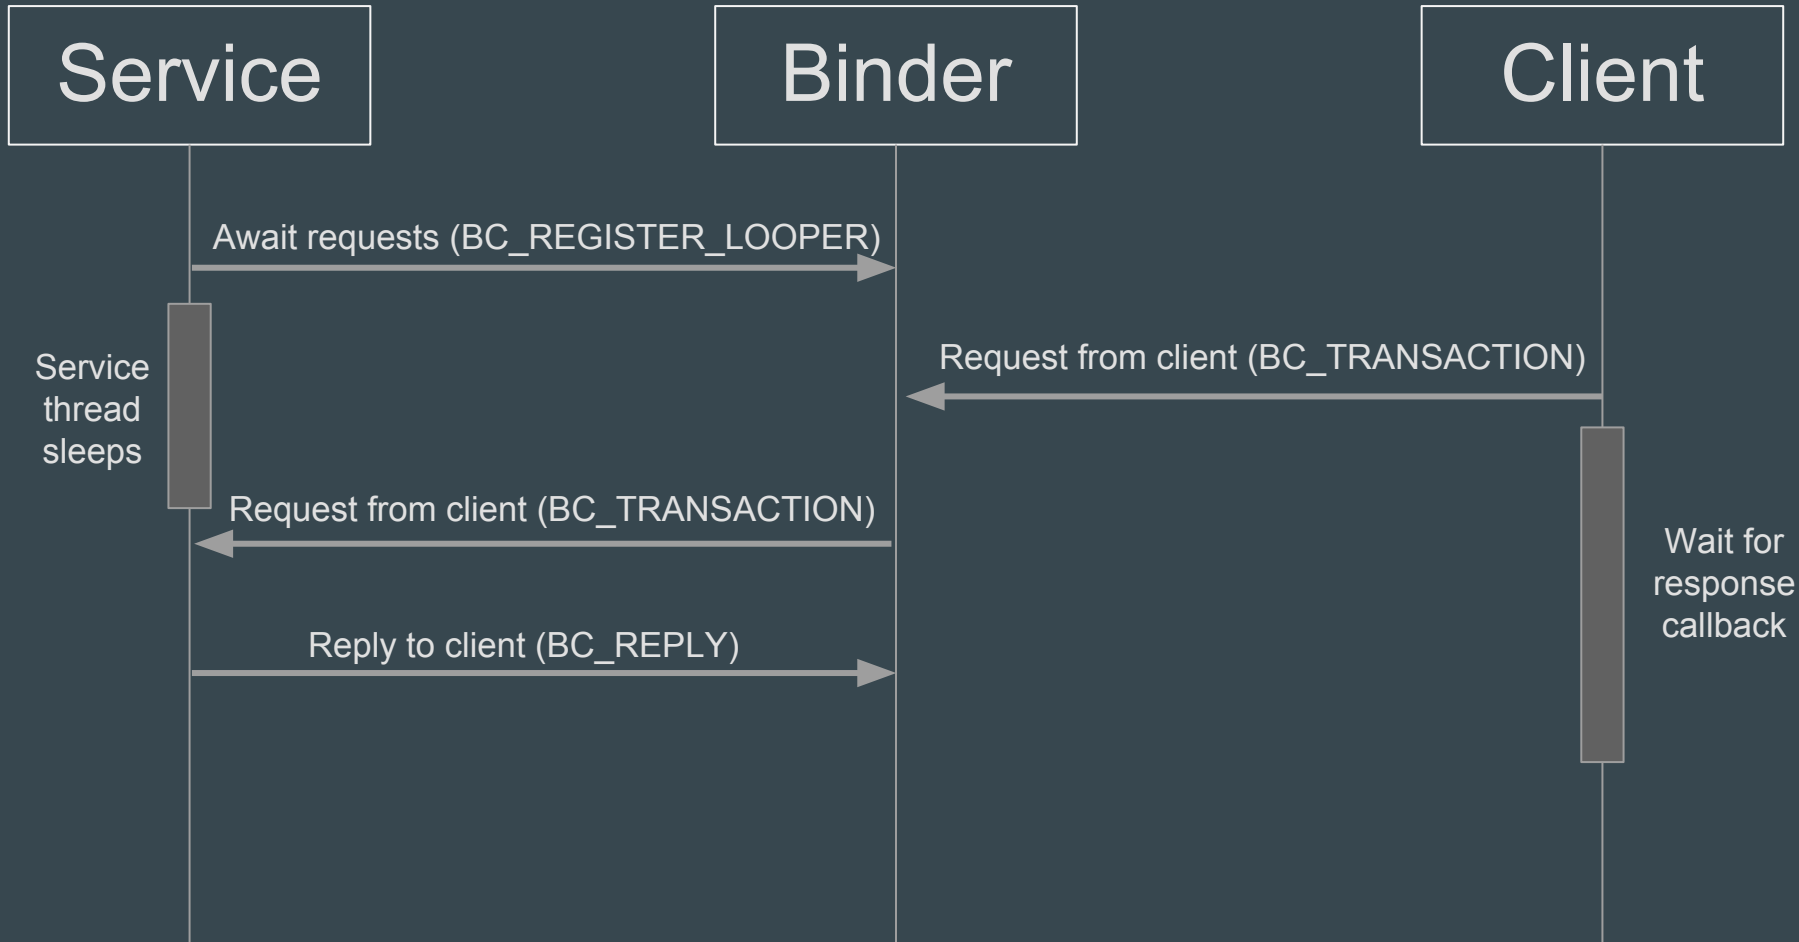 Service
Binder
Client
Await requests (BC_REGISTER_LOOPER)
Request from client (BC_TRANSACTION)
Service
thread
sleeps
Request from client (BC_TRANSACTION)
Wait for
response
callback
Reply to client (BC_REPLY)